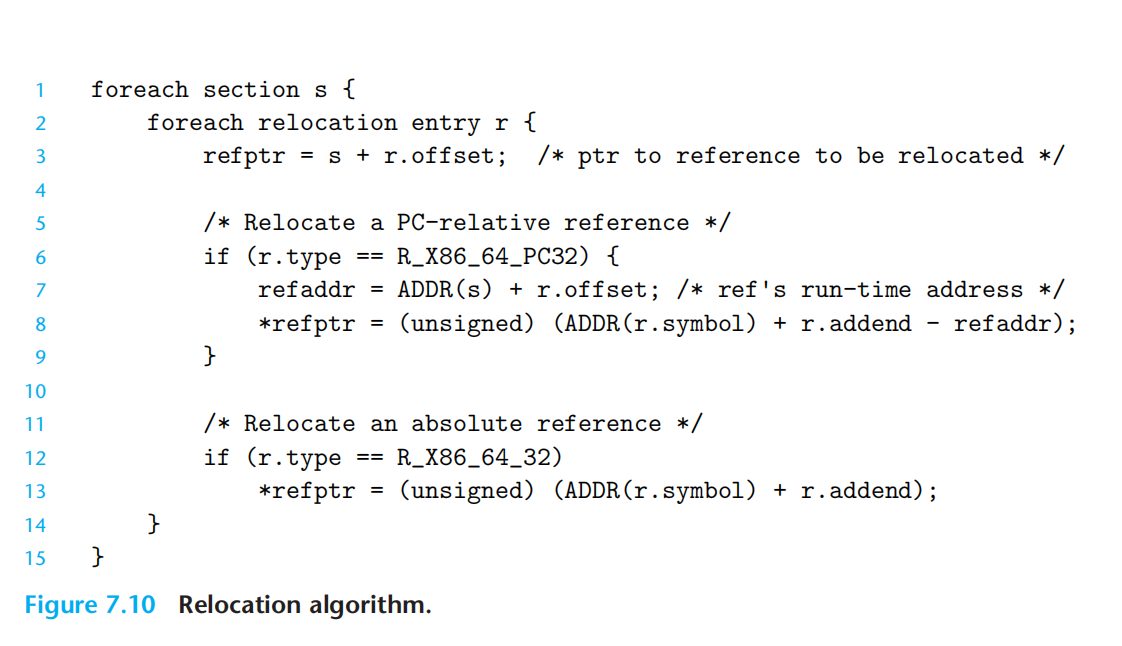 1 foreach section s {
2 foreach relocation entry r {
3 refptr = s + r.offset; /* ptr to reference to be relocated */
4
5 /* Relocate a PC-relative reference */
6 if (r.type == R_X86_64_PC32) {
7 refaddr = ADDR(s) + r.offset; /* ref's run-time address */
8 *refptr = (unsigned) (ADDR(r.symbol) + r.addend - refaddr);
9 }
10
11 /* Relocate an absolute reference */
12 if (r.type == R_X86_64_32)
13 *refptr = (unsigned) (ADDR(r.symbol) + r.addend);
14 }
15 }
Figure 7.10 Relocation algorithm.